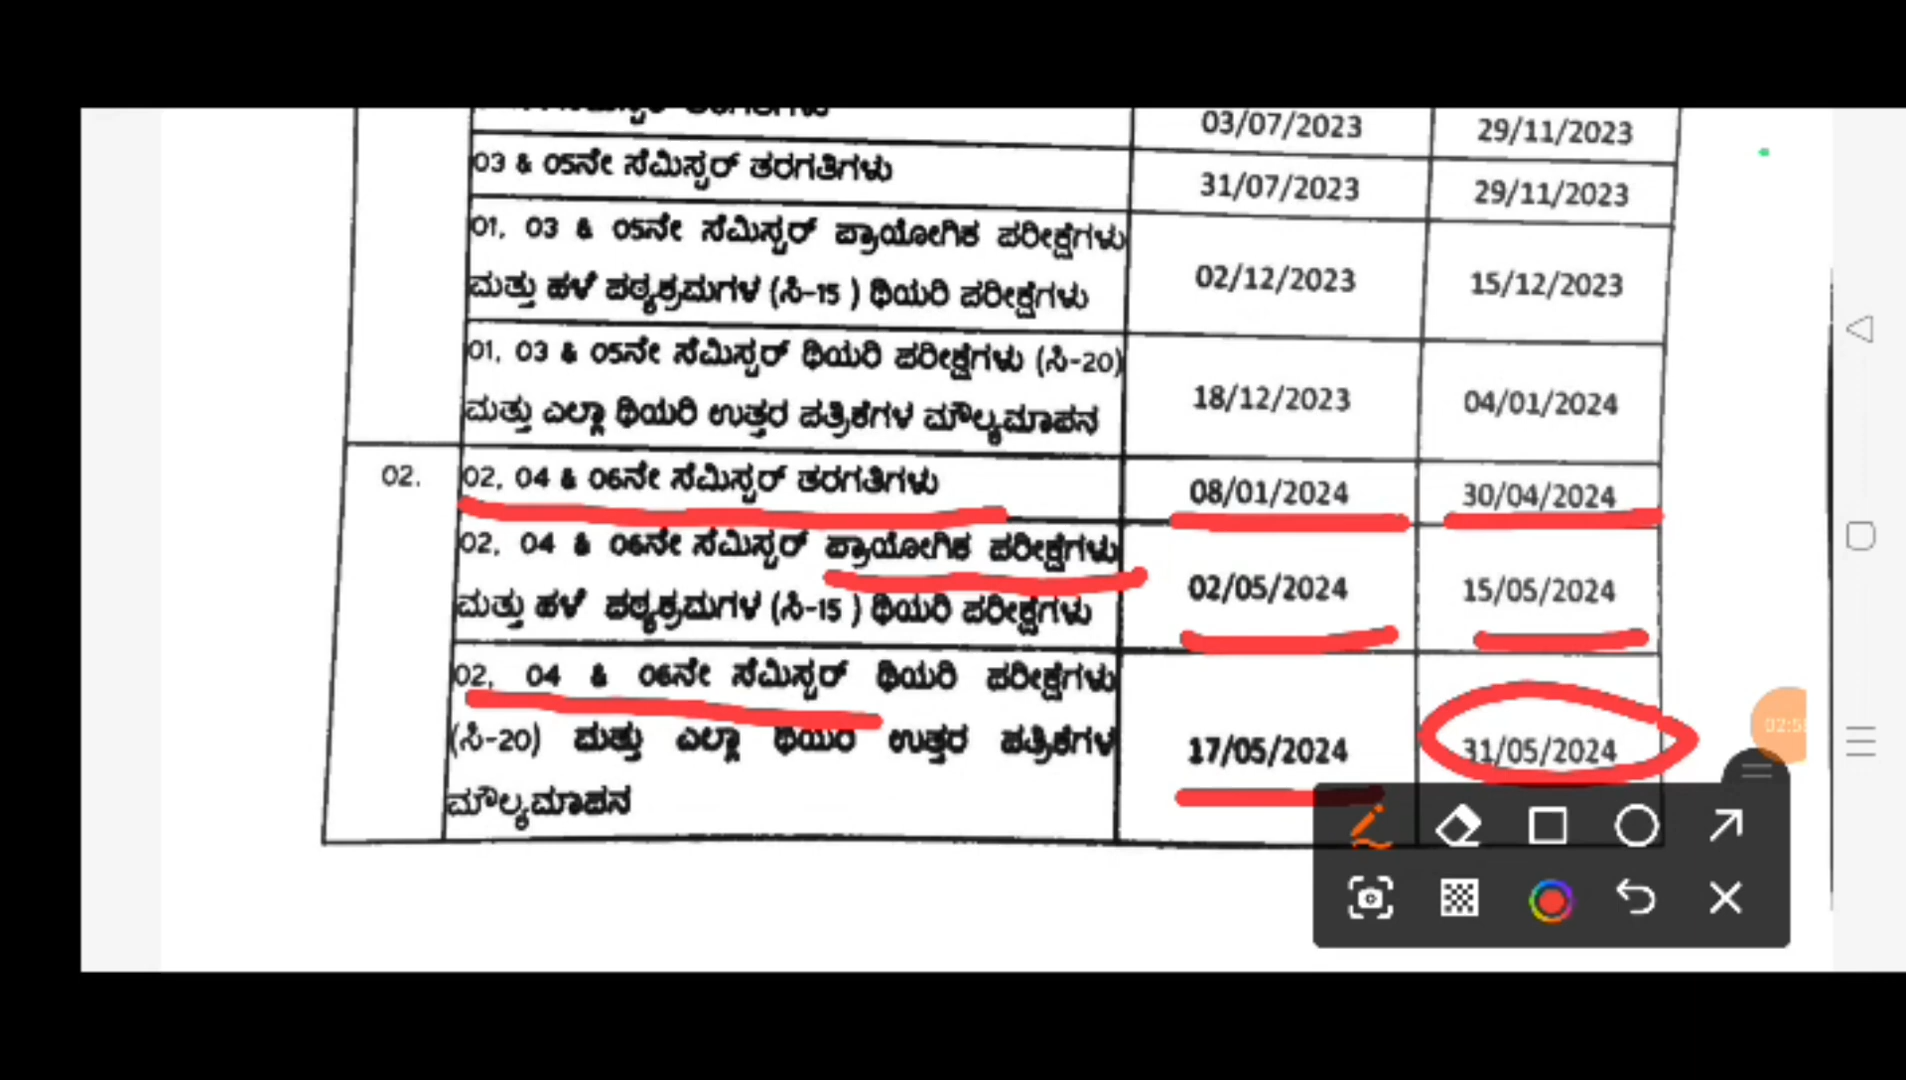 03/07/2023 29/11/2023
03 & 05ನೇ ಸೆಮಿಸ್ಟರ್ ತರಗತಿಗಳು 31/07/2023 29/11/2023
01, 03 & 05ನೇ ಸೆಮಿಸ್ಟರ್ ಪ್ರಾಯೋಗಿಕ ಪರೀಕ್ಷೆಗಳು
ಮತ್ತು ಹಳೆ ಪಠ್ಯಕ್ರಮಗಳ (ಸಿ-15 ) ಥಿಯರಿ ಪರೀಕ್ಷೆಗಳು 02/12/2023 15/12/2023
01, 03 & 05ನೇ ಸೆಮಿಸ್ಟರ್ ಥಿಯರಿ ಪರೀಕ್ಷೆಗಳು (ಸಿ-20)
ಮತ್ತು ಎಲ್ಲಾ ಥಿಯರಿ ಉತ್ತರ ಪತ್ರಿಕೆಗಳ ಮೌಲ್ಯಮಾಪನ 18/12/2023 04/01/2024
02. 02, 04 & 06ನೇ ಸೆಮಿಸ್ಟರ್ ತರಗತಿಗಳು 08/01/2024 30/04/2024
02, 04 & 06ನೇ ಸೆಮಿಸ್ಟರ್ ಪ್ರಾಯೋಗಿಕ ಪರೀಕ್ಷೆಗಳು
ಮತ್ತು ಹಳೆ ಪಠ್ಯಕ್ರಮಗಳ (ಸಿ-15 ) ಥಿಯರಿ ಪರೀಕ್ಷೆಗಳು 02/05/2024 15/05/2024
02, 04 & 06ನೇ ಸೆಮಿಸ್ಟರ್ ಥಿಯರಿ ಪರೀಕ್ಷೆಗಳು
(ಸಿ-20) ಮತ್ತು ಎಲ್ಲಾ ಥಿಯರಿ ಉತ್ತರ ಪತ್ರಿಕೆಗಳ 17/05/2024 31/05/2024
ಮೌಲ್ಯಮಾಪನ